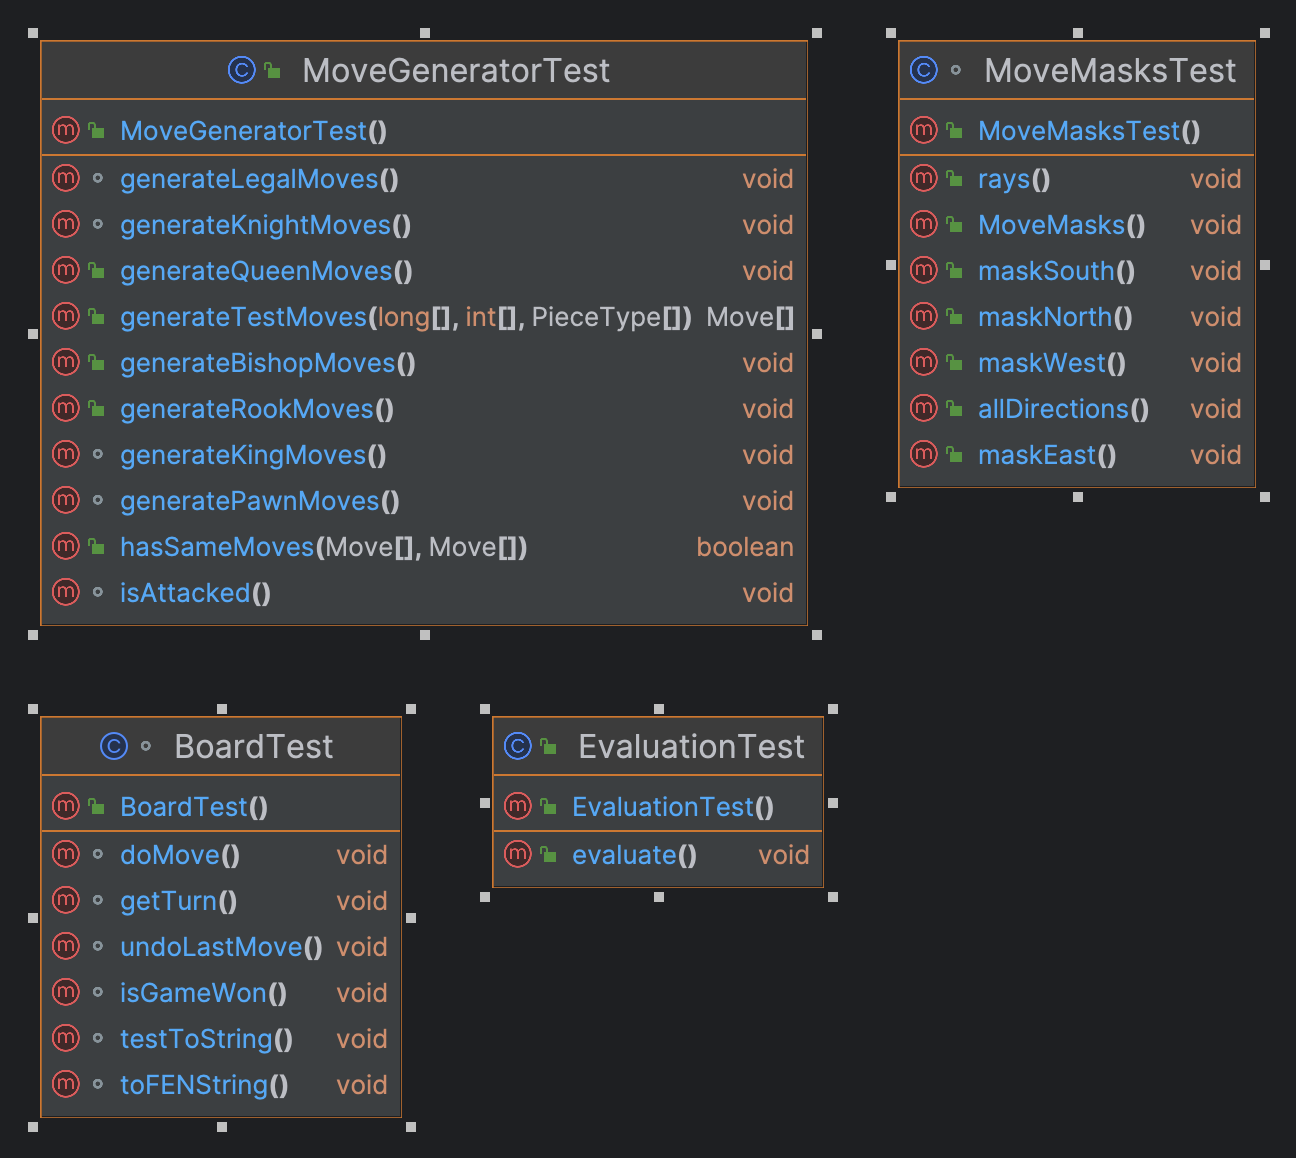 MoveGeneratorTest
MoveGeneratorTest()
generateLegalMoves() void
generateKnightMoves() void
generateQueenMoves() void
generateTestMoves(long[], int[], PieceType[]) Move[]
generateBishopMoves() void
generateRookMoves() void
generateKingMoves() void
generatePawnMoves() void
hasSameMoves(Move[], Move[]) boolean
isAttacked() void
MoveMasksTest
MoveMasksTest()
rays() void
MoveMasks() void
maskSouth() void
maskNorth() void
maskWest() void
allDirections() void
maskEast() void
BoardTest
BoardTest()
doMove() void
getTurn() void
undoLastMove() void
isGameWon() void
testToString() void
toFENString() void
EvaluationTest
EvaluationTest()
evaluate() void